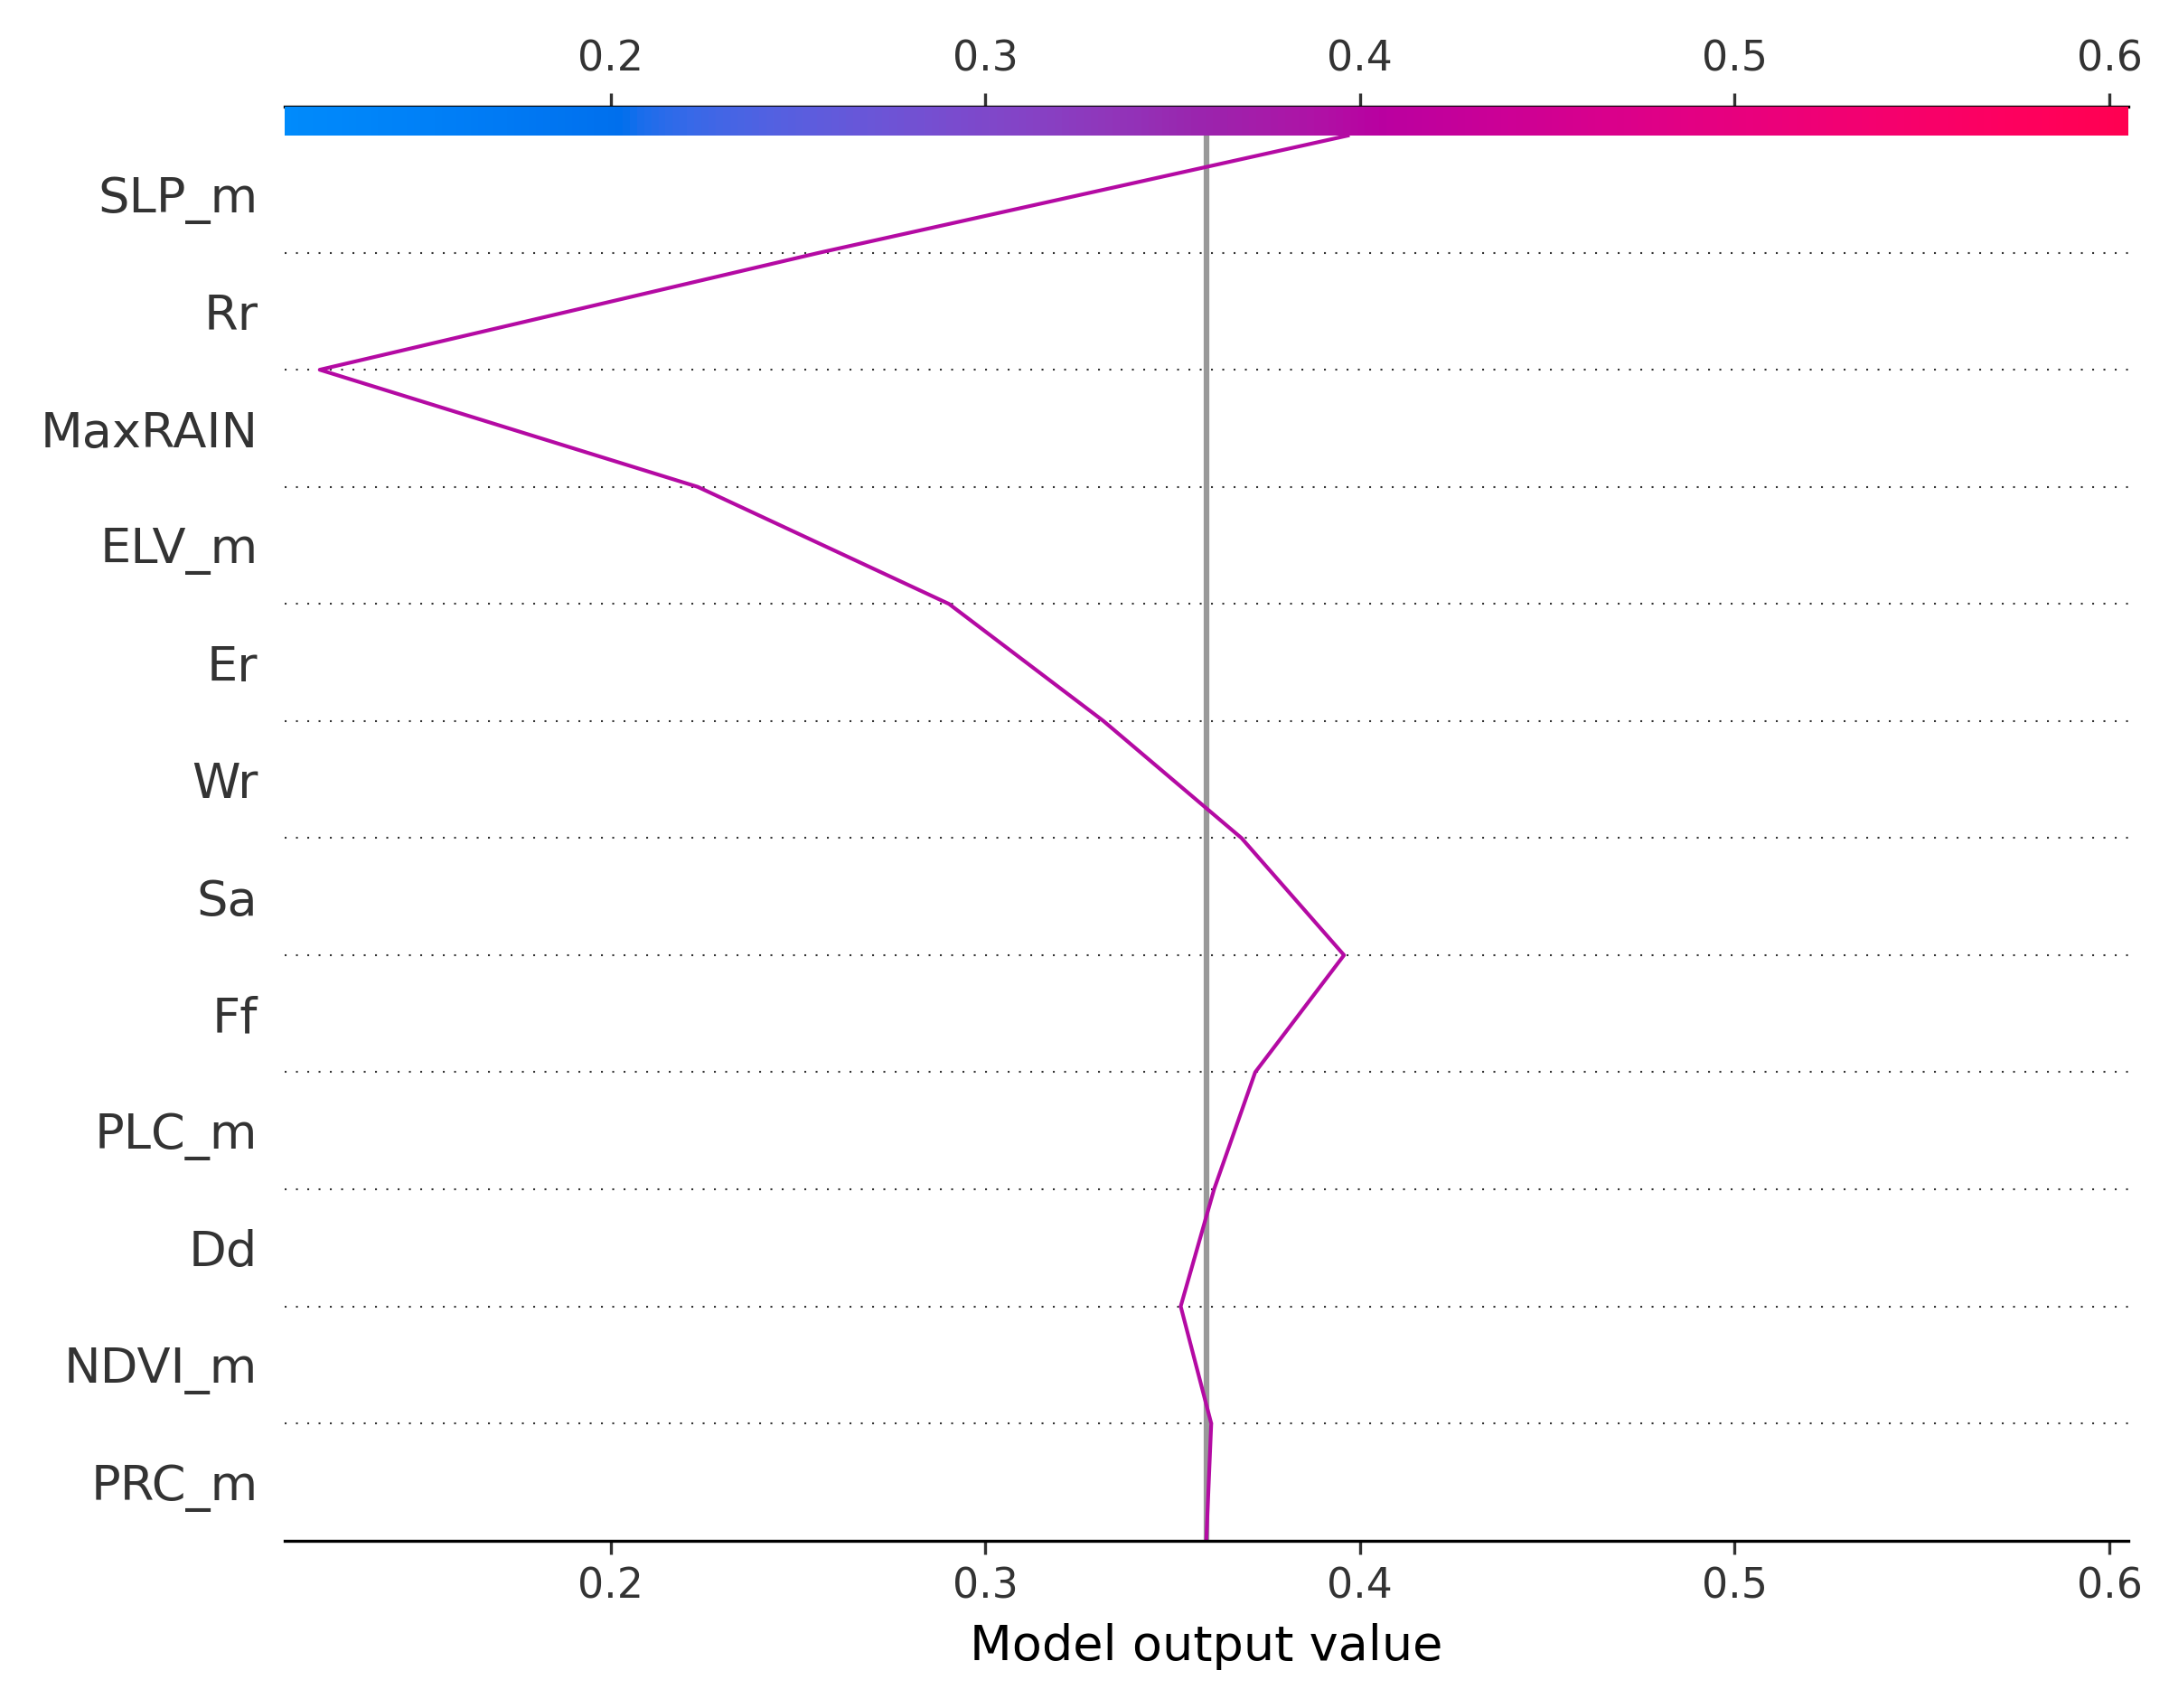 0.2 0.3 0.4 0.5 0.6
SLP_m
Rr
MaxRAIN
ELV_m
Er
Wr
Sa
Ff
PLC_m
Dd
NDVI_m
PRC_m
0.2 0.3 0.4 0.5 0.6
Model output value